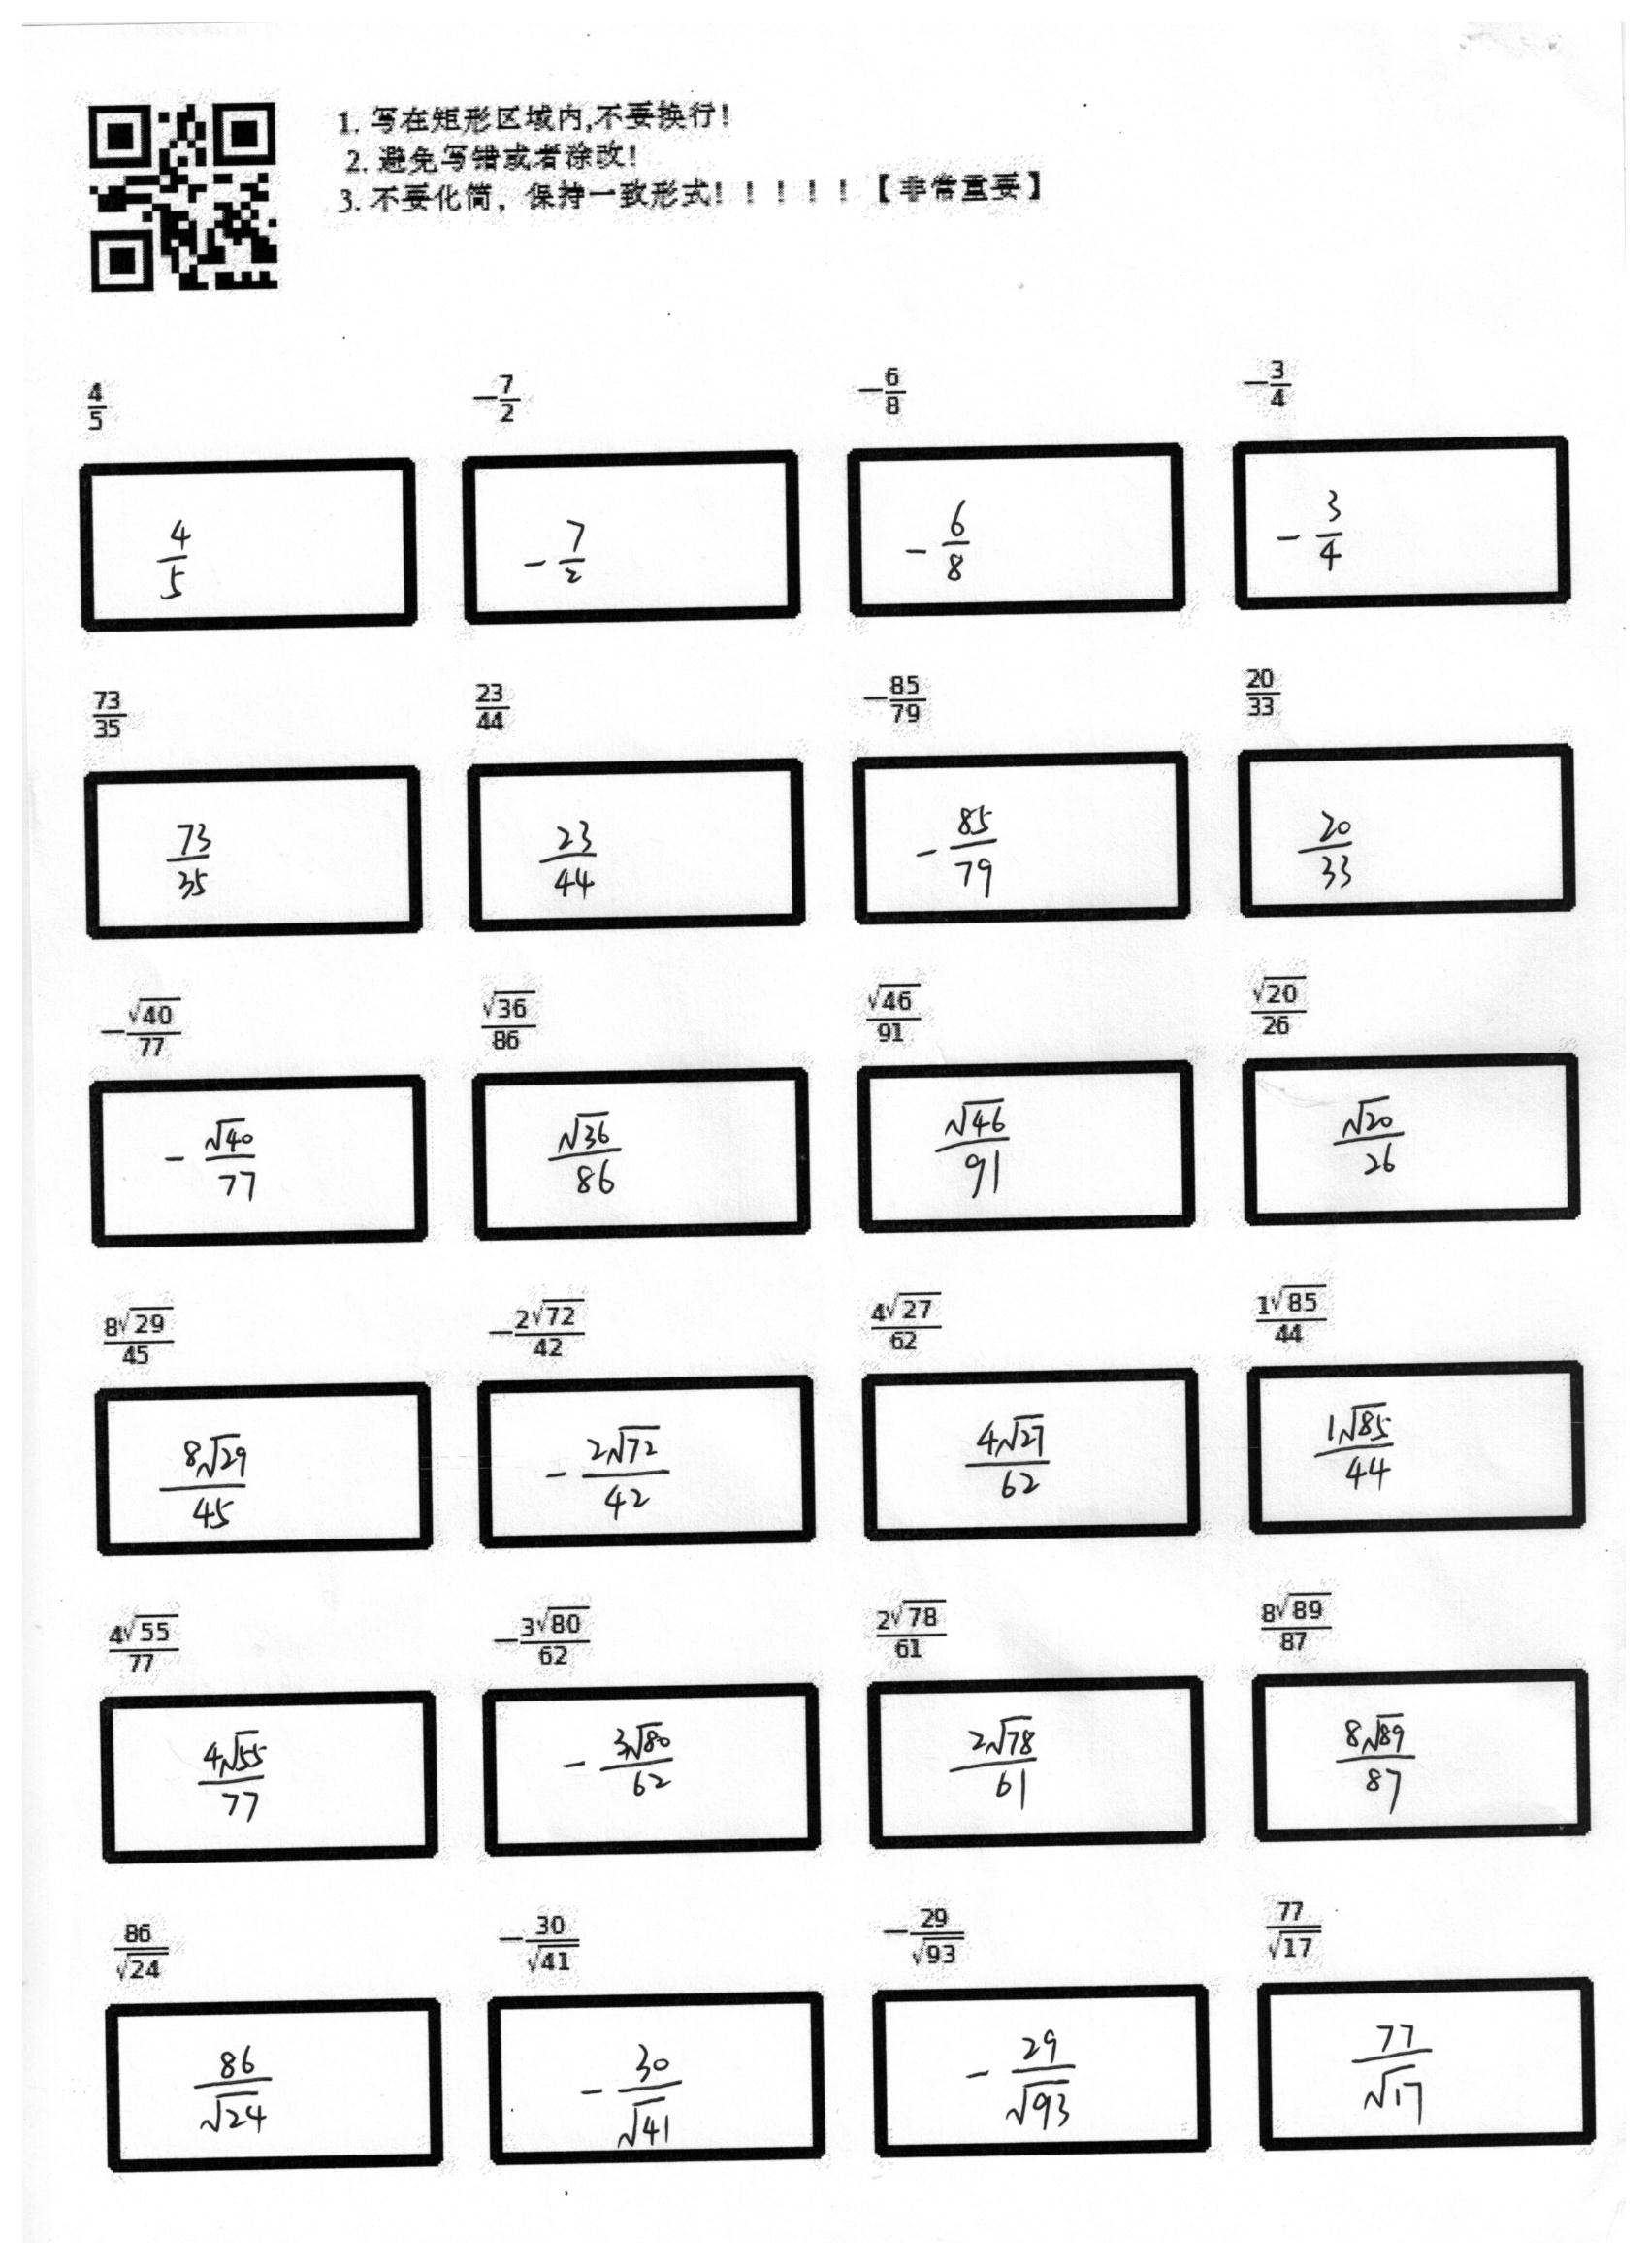 1. 写在矩形区域内,不要换行!
2. 避免写错或者涂改!
3. 不要化简，保持一致形式！！！！！【非常重要】
\frac{4}{5} -\frac{7}{2} -\frac{6}{8} -\frac{3}{4}
\frac{4}{5} -\frac{7}{2} -\frac{6}{8} -\frac{3}{4}
\frac{73}{35} \frac{23}{44} -\frac{85}{79} \frac{20}{33}
\frac{73}{35} \frac{23}{44} -\frac{85}{79} \frac{20}{33}
-\frac{\sqrt{40}}{77} \frac{\sqrt{36}}{86} \frac{\sqrt{46}}{91} \frac{\sqrt{20}}{26}
-\frac{\sqrt{40}}{77} \frac{\sqrt{36}}{86} \frac{\sqrt{46}}{91} \frac{\sqrt{20}}{26}
\frac{8\sqrt{29}}{45} -\frac{2\sqrt{72}}{42} \frac{4\sqrt{27}}{62} \frac{1\sqrt{85}}{44}
\frac{8\sqrt{29}}{45} -\frac{2\sqrt{72}}{42} \frac{4\sqrt{27}}{62} \frac{1\sqrt{85}}{44}
\frac{4\sqrt{55}}{77} -\frac{3\sqrt{80}}{62} \frac{2\sqrt{78}}{61} \frac{8\sqrt{89}}{87}
\frac{4\sqrt{55}}{77} -\frac{3\sqrt{80}}{62} \frac{2\sqrt{78}}{61} \frac{8\sqrt{89}}{87}
\frac{86}{\sqrt{24}} -\frac{30}{\sqrt{41}} -\frac{29}{\sqrt{93}} \frac{77}{\sqrt{17}}
\frac{86}{\sqrt{24}} -\frac{30}{\sqrt{41}} -\frac{29}{\sqrt{93}} \frac{77}{\sqrt{17}}